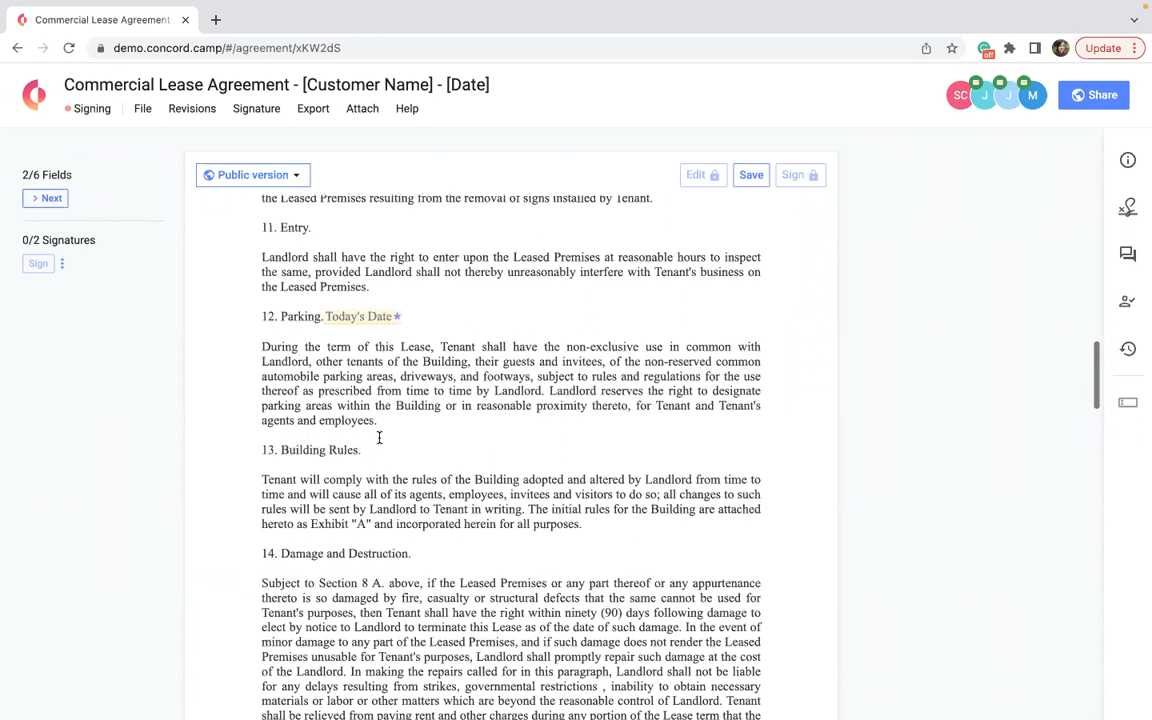 Commercial Lease Agreement
demo.concord.camp/#/agreement/xKW2dS
off
Update
Commercial Lease Agreement - [Customer Name] - [Date]
Signing File Revisions Signature Export Attach Help
SC J J M
Share
2/6 Fields
> Next
0/2 Signatures
Sign
Public version
Edit
Save
Sign
the Leased Premises resulting from the removal of signs installed by Tenant.
11. Entry.
Landlord shall have the right to enter upon the Leased Premises at reasonable hours to inspect
the same, provided Landlord shall not thereby unreasonably interfere with Tenant's business on
the Leased Premises.
12. Parking. Today's Date*
During the term of this Lease, Tenant shall have the non-exclusive use in common with
Landlord, other tenants of the Building, their guests and invitees, of the non-reserved common
automobile parking areas, driveways, and footways, subject to rules and regulations for the use
thereof as prescribed from time to time by Landlord. Landlord reserves the right to designate
parking areas within the Building or in reasonable proximity thereto, for Tenant and Tenant's
agents and employees.
13. Building Rules.
Tenant will comply with the rules of the Building adopted and altered by Landlord from time to
time and will cause all of its agents, employees, invitees and visitors to do so; all changes to such
rules will be sent by Landlord to Tenant in writing. The initial rules for the Building are attached
hereto as Exhibit "A" and incorporated herein for all purposes.
14. Damage and Destruction.
Subject to Section 8 A. above, if the Leased Premises or any part thereof or any appurtenance
thereto is so damaged by fire, casualty or structural defects that the same cannot be used for
Tenant's purposes, then Tenant shall have the right within ninety (90) days following damage to
elect by notice to Landlord to terminate this Lease as of the date of such damage. In the event of
minor damage to any part of the Leased Premises, and if such damage does not render the Leased
Premises unusable for Tenant's purposes, Landlord shall promptly repair such damage at the cost
of the Landlord. In making the repairs called for in this paragraph, Landlord shall not be liable
for any delays resulting from strikes, governmental restrictions , inability to obtain necessary
materials or labor or other matters which are beyond the reasonable control of Landlord. Tenant
shall be relieved from paying rent and other charges during any portion of the Lease term that the